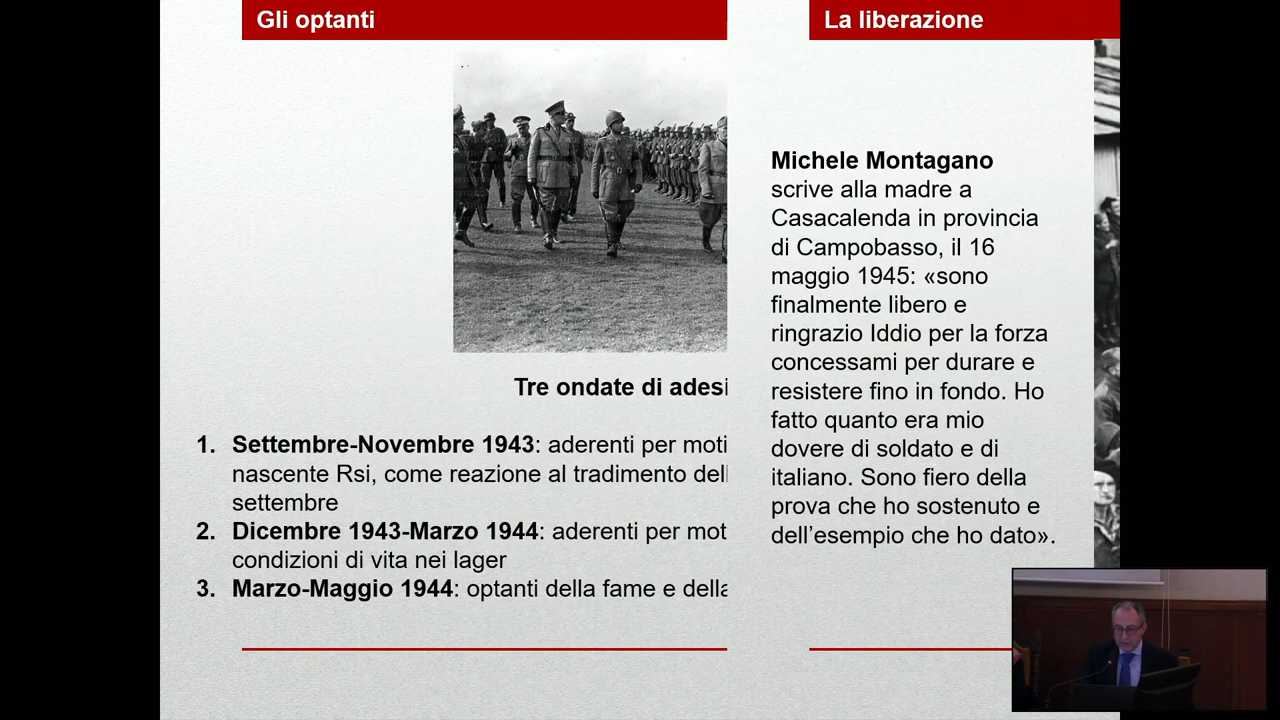 Gli optanti
Tre ondate di adesi
1. Settembre-Novembre 1943: aderenti per moti
nascente Rsi, come reazione al tradimento dell
settembre
2. Dicembre 1943-Marzo 1944: aderenti per mot
condizioni di vita nei lager
3. Marzo-Maggio 1944: optanti della fame e della
La liberazione
Michele Montagano
scrive alla madre a
Casacalenda in provincia
di Campobasso, il 16
maggio 1945: «sono
finalmente libero e
ringrazio Iddio per la forza
concessami per durare e
resistere fino in fondo. Ho
fatto quanto era mio
dovere di soldato e di
italiano. Sono fiero della
prova che ho sostenuto e
dell’esempio che ho dato».